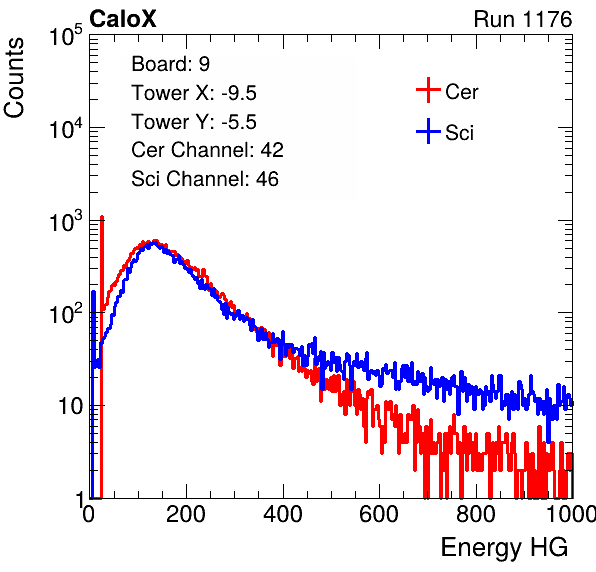 CaloX Run 1176
Counts
10^5
10^4
10^3
10^2
10
1
Board: 9
Tower X: -9.5
Tower Y: -5.5
Cer Channel: 42
Sci Channel: 46
Cer
Sci
0 200 400 600 800 1000
Energy HG